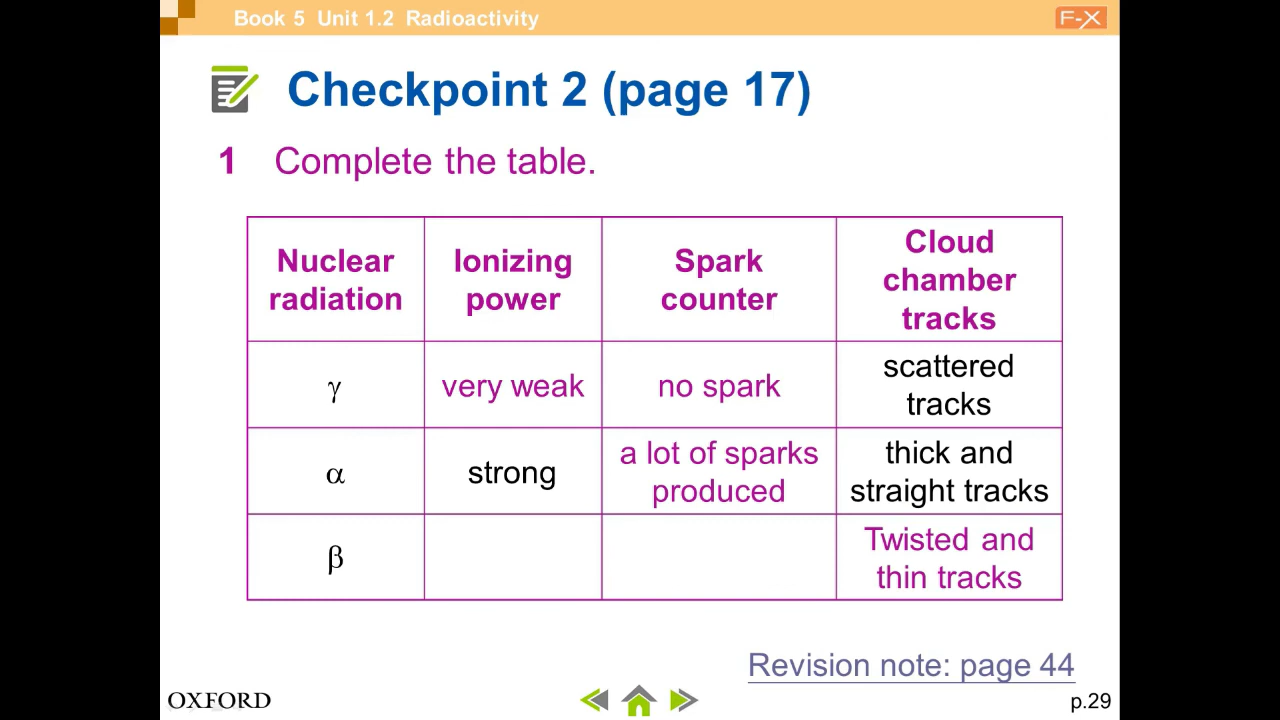 Book 5 Unit 1.2 Radioactivity
F-X
Checkpoint 2 (page 17)
1 Complete the table.
Nuclear
radiation
Ionizing
power
Spark
counter
Cloud
chamber
tracks
γ
very weak
no spark
scattered
tracks
α
strong
a lot of sparks
produced
thick and
straight tracks
β
Twisted and
thin tracks
Revision note: page 44
OXFORD
p.29